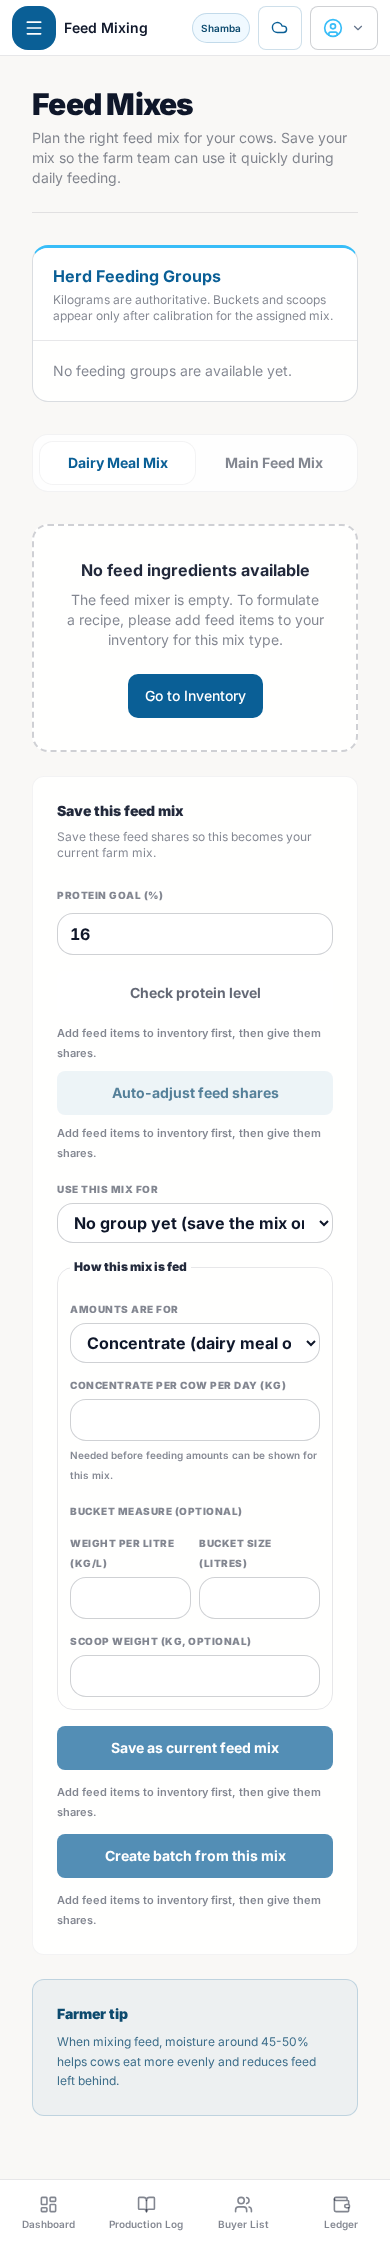 Feed Mixing
Shamba
Feed Mixes
Plan the right feed mix for your cows. Save your
mix so the farm team can use it quickly during
daily feeding.
Herd Feeding Groups
Kilograms are authoritative. Buckets and scoops
appear only after calibration for the assigned mix.
No feeding groups are available yet.
Dairy Meal Mix
Main Feed Mix
No feed ingredients available
The feed mixer is empty. To formulate
a recipe, please add feed items to your
inventory for this mix type.
Go to Inventory
Save this feed mix
Save these feed shares so this becomes your
current farm mix.
PROTEIN GOAL (%)
16
Check protein level
Add feed items to inventory first, then give them
shares.
Auto-adjust feed shares
Add feed items to inventory first, then give them
shares.
USE THIS MIX FOR
No group yet (save the mix or
How this mix is fed
AMOUNTS ARE FOR
Concentrate (dairy meal o
CONCENTRATE PER COW PER DAY (KG)
Needed before feeding amounts can be shown for
this mix.
BUCKET MEASURE (OPTIONAL)
WEIGHT PER LITRE
(KG/L)
BUCKET SIZE
(LITRES)
SCOOP WEIGHT (KG, OPTIONAL)
Save as current feed mix
Add feed items to inventory first, then give them
shares.
Create batch from this mix
Add feed items to inventory first, then give them
shares.
Farmer tip
When mixing feed, moisture around 45-50%
helps cows eat more evenly and reduces feed
left behind.
Dashboard
Production Log
Buyer List
Ledger